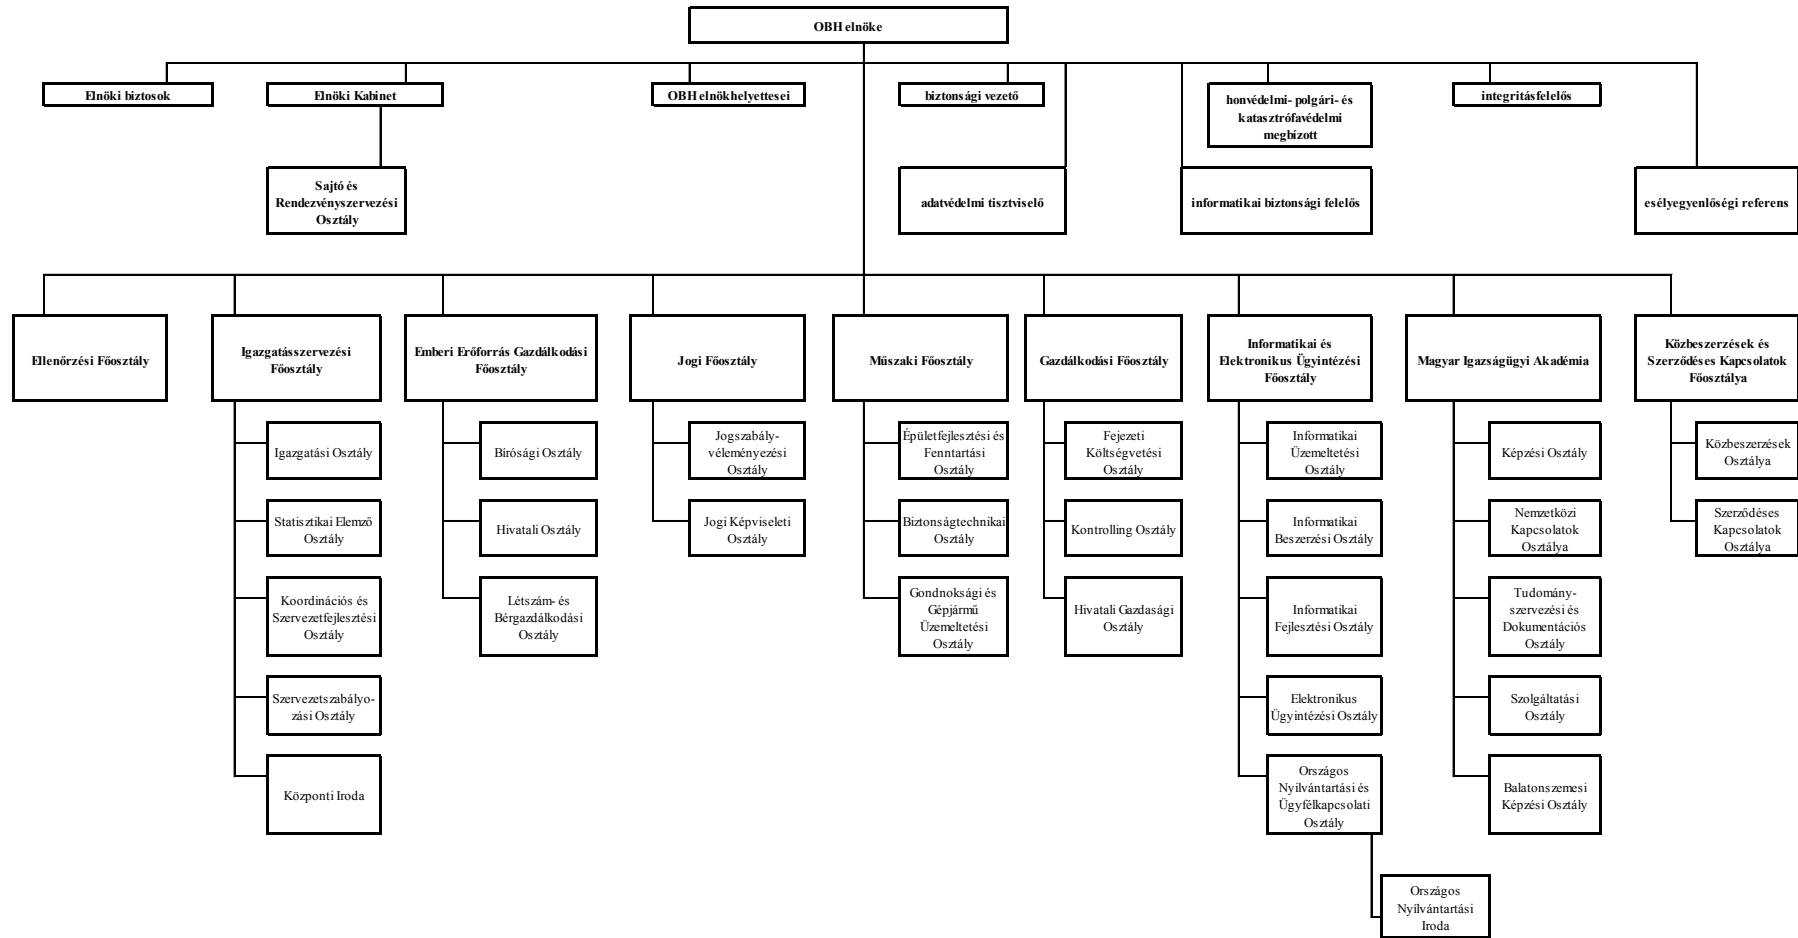 OBH elnöke
Elnöki biztosok
Elnöki Kabinet
OBH elnökhelyettesei
biztonsági vezető
honvédelmi- polgári- és
katasztrófavédelmi
megbízott
integritásfelelős
Sajtó és
Rendezvényszervezési
Osztály
adatvédelmi tisztviselő
informatikai biztonsági felelős
esélyegyenlőségi referens
Ellenőrzési Főosztály
Igazgatásszervezési
Főosztály
Emberi Erőforrás Gazdálkodási
Főosztály
Jogi Főosztály
Műszaki Főosztály
Gazdálkodási Főosztály
Informatikai és
Elektronikus Ügyintézési
Főosztály
Magyar Igazságügyi Akadémia
Közbeszerzések és
Szerződéses Kapcsolatok
Főosztálya
Igazgatási Osztály
Bírósági Osztály
Jogszabály-
véleményezési
Osztály
Épületfejlesztési és
Fenntartási
Osztály
Fejezeti
Költségvetési
Osztály
Informatikai
Üzemeltetési
Osztály
Képzési Osztály
Közbeszerzések
Osztálya
Statisztikai Elemző
Osztály
Hivatali Osztály
Jogi Képviseleti
Osztály
Biztonságtechnikai
Osztály
Kontrolling Osztály
Informatikai
Beszerzési Osztály
Nemzetközi
Kapcsolatok
Osztálya
Szerződéses
Kapcsolatok
Osztálya
Koordinációs és
Szervezetfejlesztési
Osztály
Létszám- és
Bérgazdálkodási
Osztály
Gondnoksági és
Gépjármű
Üzemeltetési
Osztály
Hivatali Gazdasági
Osztály
Informatikai
Fejlesztési Osztály
Tudomány-
szervezési és
Dokumentációs
Osztály
Szervezetszabályo-
zási Osztály
Elektronikus
Ügyintézési Osztály
Szolgáltatási
Osztály
Központi Iroda
Országos
Nyilvántartási és
Ügyfélkapcsolati
Osztály
Balatonszemesi
Képzési Osztály
Országos
Nyílvántartási
Iroda